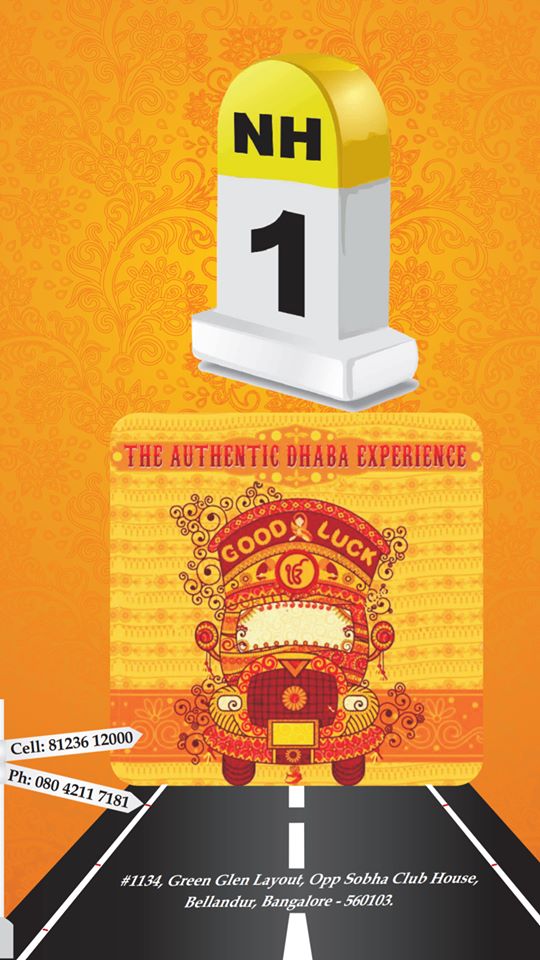 NH
1
THE AUTHENTIC DHABA EXPERIENCE
GOOD LUCK
ੴ
Cell: 81236 12000
Ph: 080 4211 7181
#1134, Green Glen Layout, Opp Sobha Club House,
Bellandur, Bangalore - 560103.